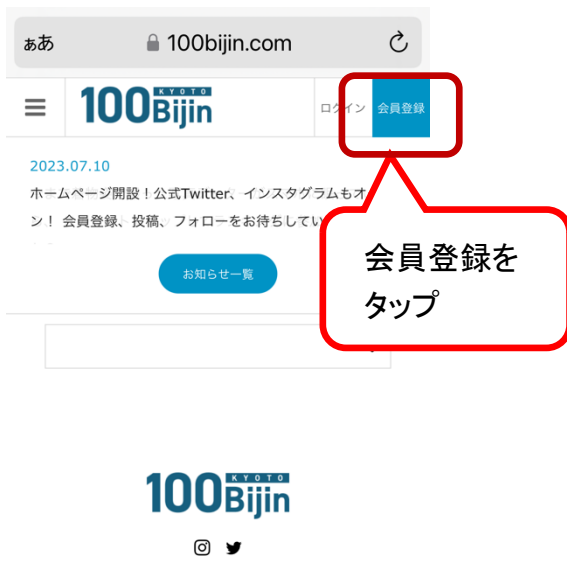 ぁあ 100bijin.com
100Bijin KYOTO ログイン 会員登録
2023.07.10
ホームページ開設！公式Twitter、インスタグラムもオ
ン！ 会員登録、投稿、フォローをお待ちしてい
お知らせ一覧
会員登録を
タップ
100Bijin KYOTO